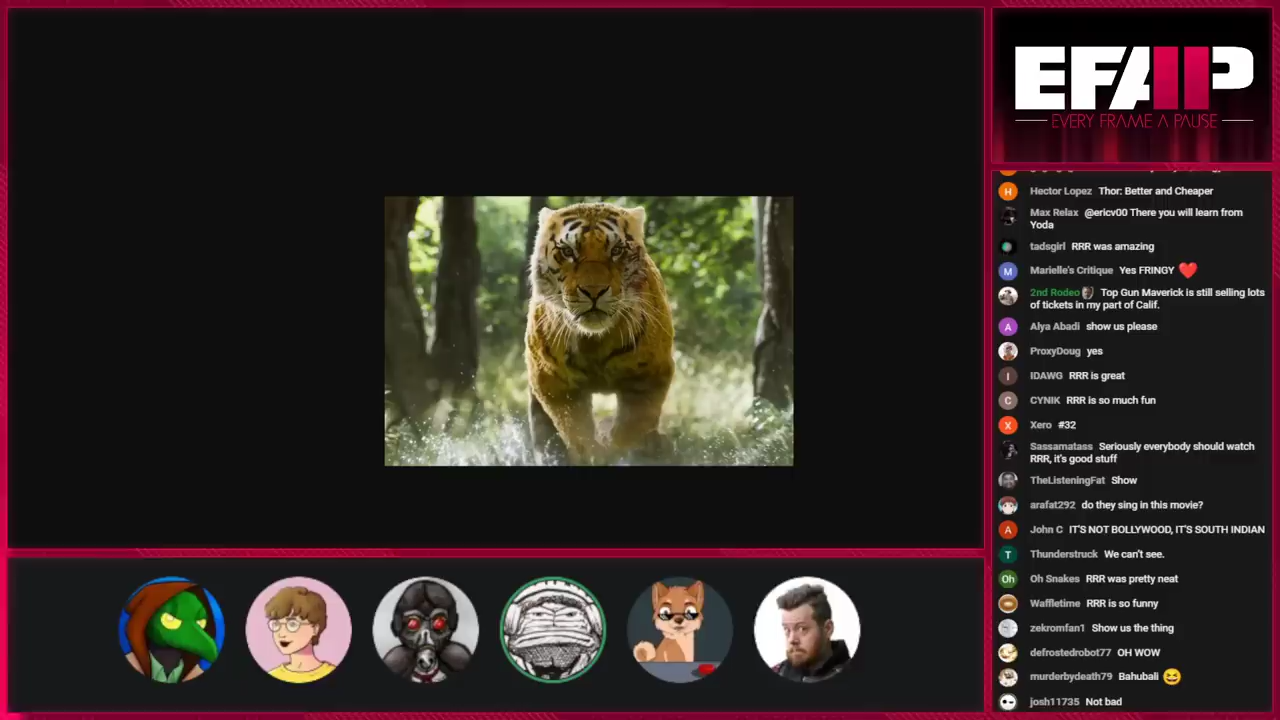 EFAP
EVERY FRAME A PAUSE
Hector Lopez Thor: Better and Cheaper
Max Relax @ericv00 There you will learn from
Yoda
tadsgirl RRR was amazing
Marielle's Critique Yes FRINGY ❤️
2nd Rodeo Top Gun Maverick is still selling lots
of tickets in my part of Calif.
Alya Abadi show us please
ProxyDoug yes
I IDAWG RRR is great
C CYNIK RRR is so much fun
X Xero #32
Sassamatass Seriously everybody should watch
RRR, it's good stuff
TheListeningFat Show
arafat292 do they sing in this movie?
A John C IT'S NOT BOLLYWOOD, IT'S SOUTH INDIAN
T Thunderstruck We can't see.
Oh Oh Snakes RRR was pretty neat
Waffletime RRR is so funny
zekromfan1 Show us the thing
defrostedrobot77 OH WOW
murderbydeath79 Bahubali 😆
josh11735 Not bad